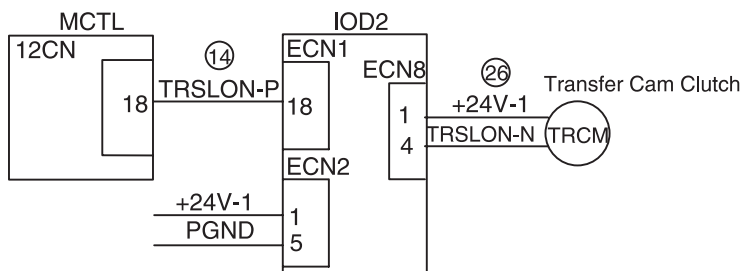 MCTL
IOD2
12CN
14
ECN1
ECN8
26
Transfer Cam Clutch
18
TRSLON-P
18
1
+24V-1
4
TRSLON-N
TRCM
ECN2
+24V-1
1
PGND
5